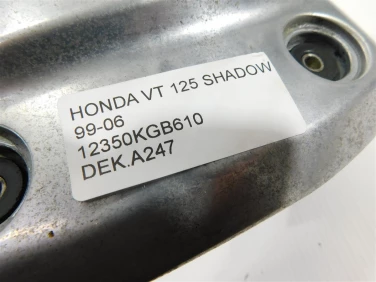 HONDA VT 125 SHADOW
99-06
12350KGB610
DEK.A247